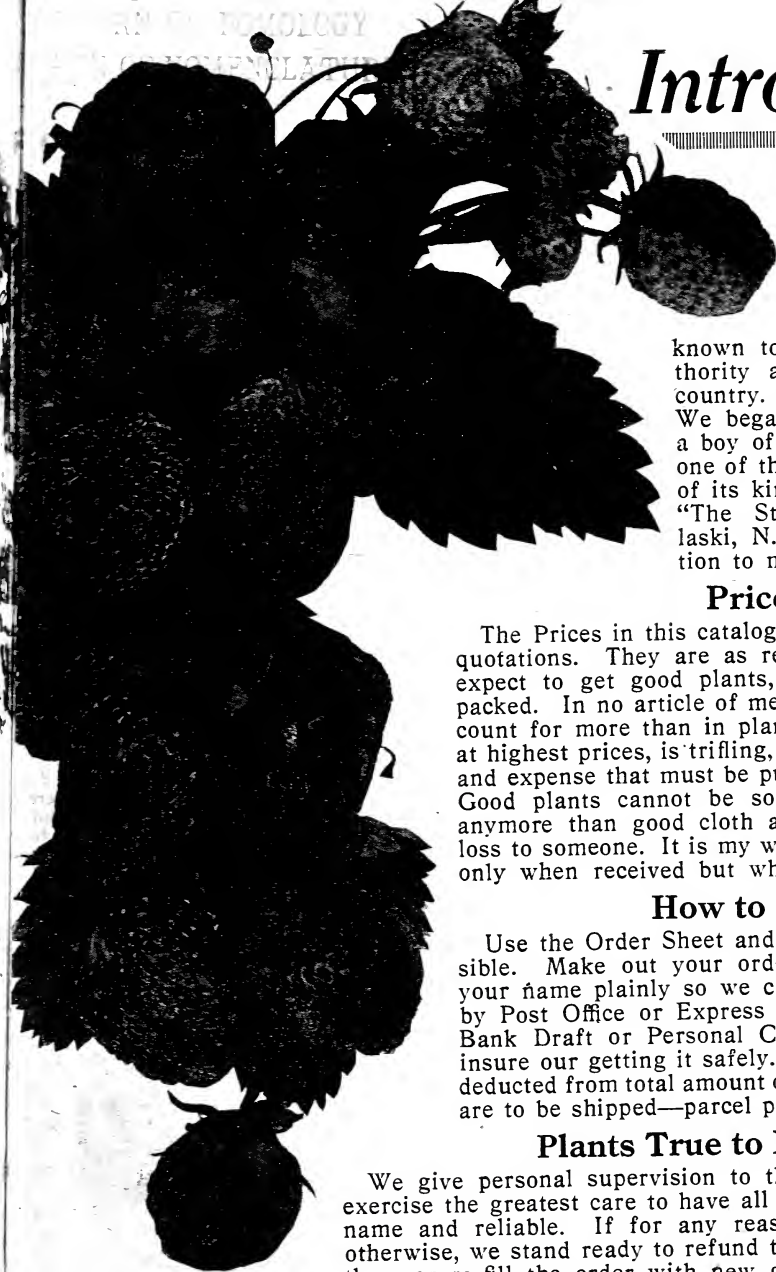 POMOLOGY
NOMENCLATUR
Intro
known to
thority a
country.
We bega
a boy of
one of th
of its kin
“The St
laski, N.
tion to n
Price
The Prices in this catalog
quotations. They are as re
expect to get good plants,
packed. In no article of me
count for more than in plan
at highest prices, is trifling,
and expense that must be pu
Good plants cannot be so
anymore than good cloth a
loss to someone. It is my w
only when received but wh
How to
Use the Order Sheet and
sible. Make out your ord
your name plainly so we c
by Post Office or Express
Bank Draft or Personal C
insure our getting it safely.
deducted from total amount o
are to be shipped—parcel p
Plants True to
We give personal supervision to th
exercise the greatest care to have all
name and reliable. If for any reas
otherwise, we stand ready to refund t
fill the order with new